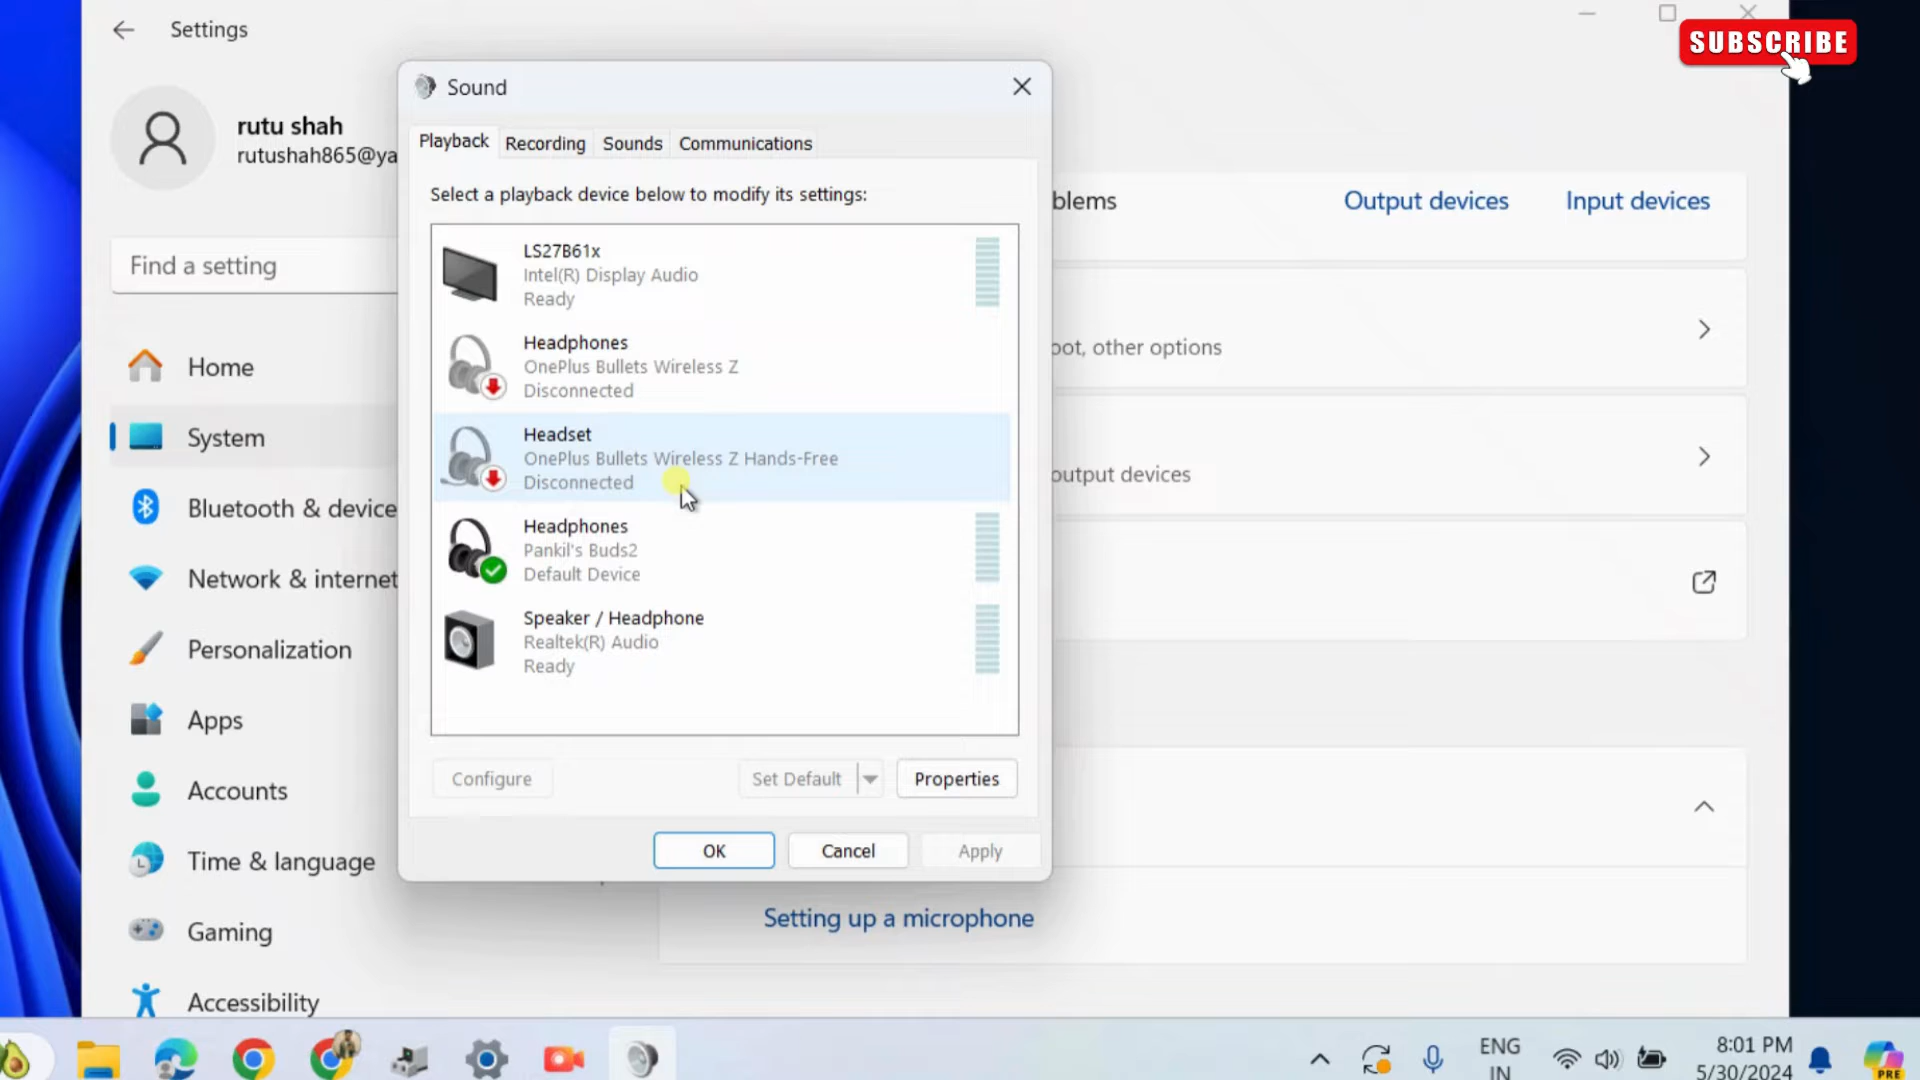 Settings
SUBSCRIBE
rutu shah
rutushah865@ya
Find a setting
Home
System
Bluetooth & device
Network & internet
Personalization
Apps
Accounts
Time & language
Gaming
Accessibility
Sound
Playback
Recording
Sounds
Communications
Select a playback device below to modify its settings:
LS27B61x
Intel(R) Display Audio
Ready
Headphones
OnePlus Bullets Wireless Z
Disconnected
Headset
OnePlus Bullets Wireless Z Hands-Free
Disconnected
Headphones
Pankil's Buds2
Default Device
Speaker / Headphone
Realtek(R) Audio
Ready
Configure
Set Default
Properties
OK
Cancel
Apply
blems
Output devices
Input devices
oot, other options
output devices
Setting up a microphone
ENG
IN
8:01 PM
5/30/2024
PRE